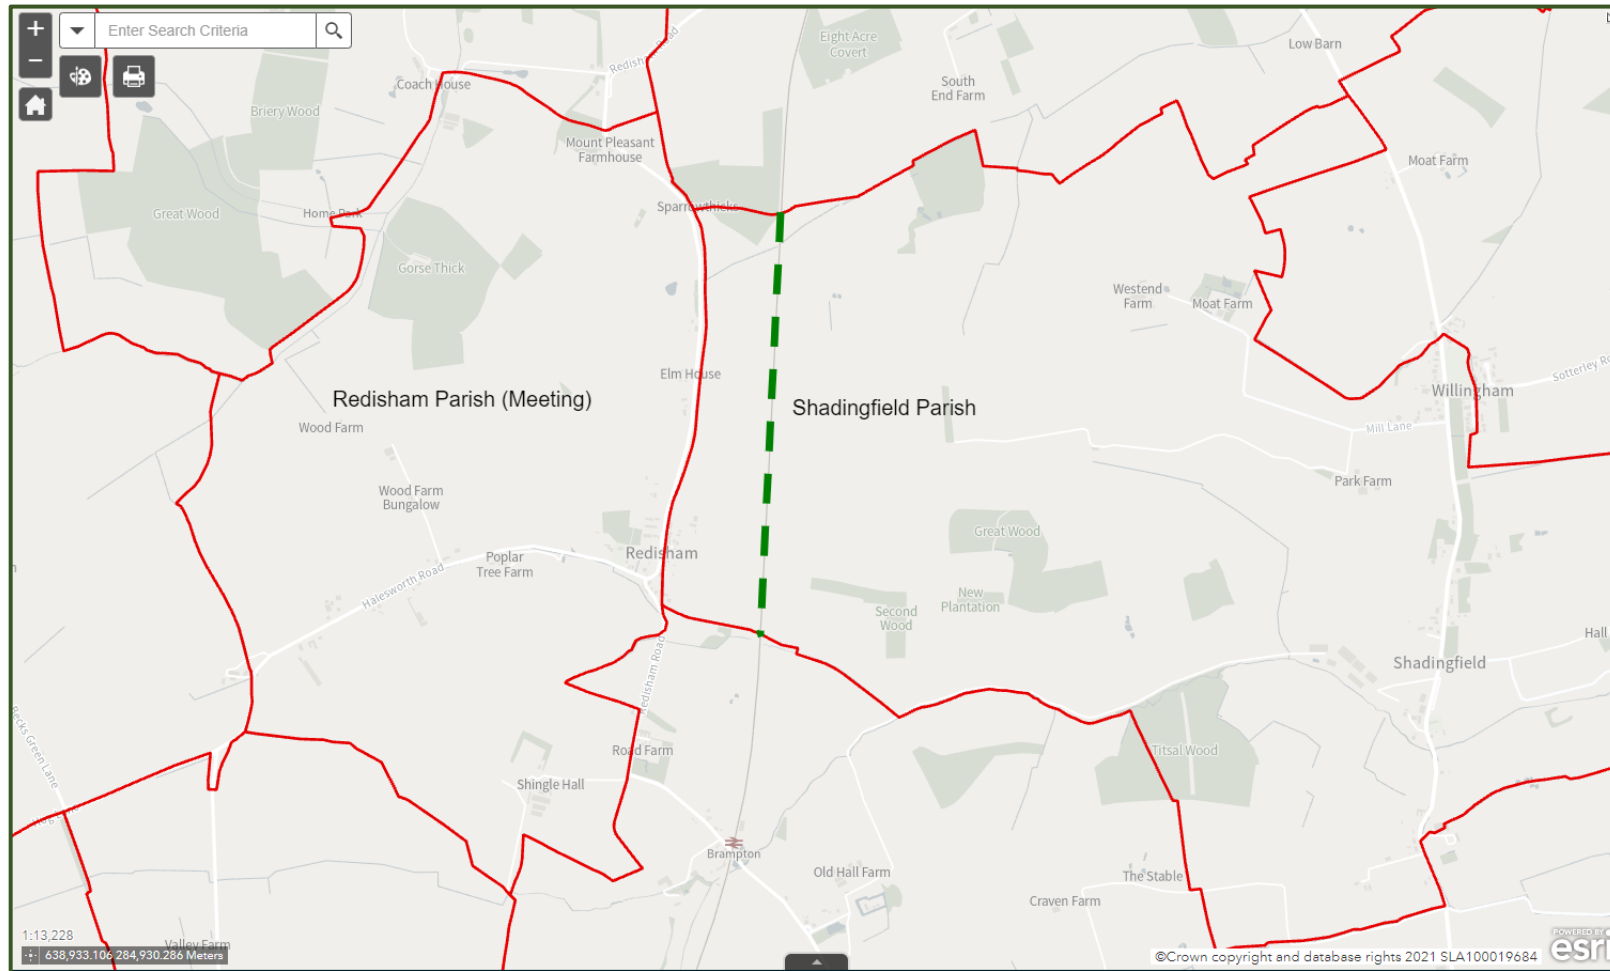 +
Enter Search Criteria
−
Eight Acre
Covert
Low Barn
Coach House
South
End Farm
Briery Wood
Mount Pleasant
Farmhouse
Moat Farm
Great Wood
Home Park
Sparrowthicks
Gorse Thick
Westend
Farm
Moat Farm
Elm House
Sotterley
Willingham
Redisham Parish (Meeting)
Shadingfield Parish
Wood Farm
Mill Lane
Park Farm
Wood Farm
Bungalow
Great Wood
Redisham
Poplar
Tree Farm
Halesworth Road
New
Plantation
Second
Wood
Hall
Shadingfield
Redisham Road
Becks Green Lane
Road Farm
Titsal Wood
Shingle Hall
Brampton
Old Hall Farm
The Stable
Craven Farm
1:13,228
Valley Farm
638,933.106 284,930.286 Meters
©Crown copyright and database rights 2021 SLA100019684
POWERED BY
esri